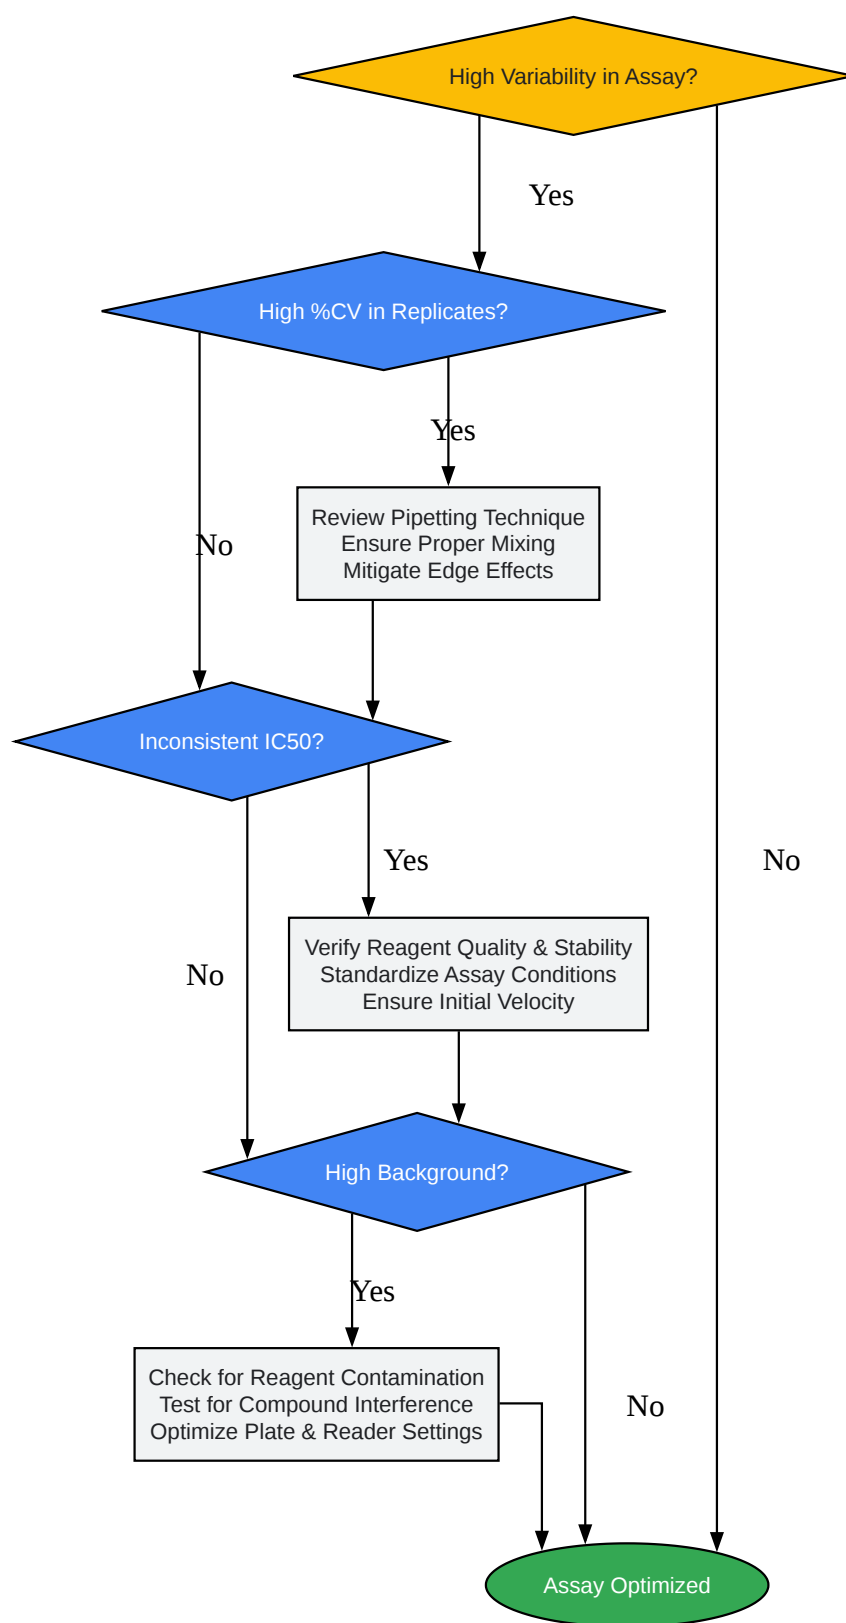 High Variability in Assay?
Yes
High %CV in Replicates?
Yes
Review Pipetting Technique
Ensure Proper Mixing
Mitigate Edge Effects
No
Inconsistent IC50?
Yes
No
Verify Reagent Quality & Stability
Standardize Assay Conditions
Ensure Initial Velocity
No
High Background?
Yes
Check for Reagent Contamination
Test for Compound Interference
Optimize Plate & Reader Settings
No
Assay Optimized